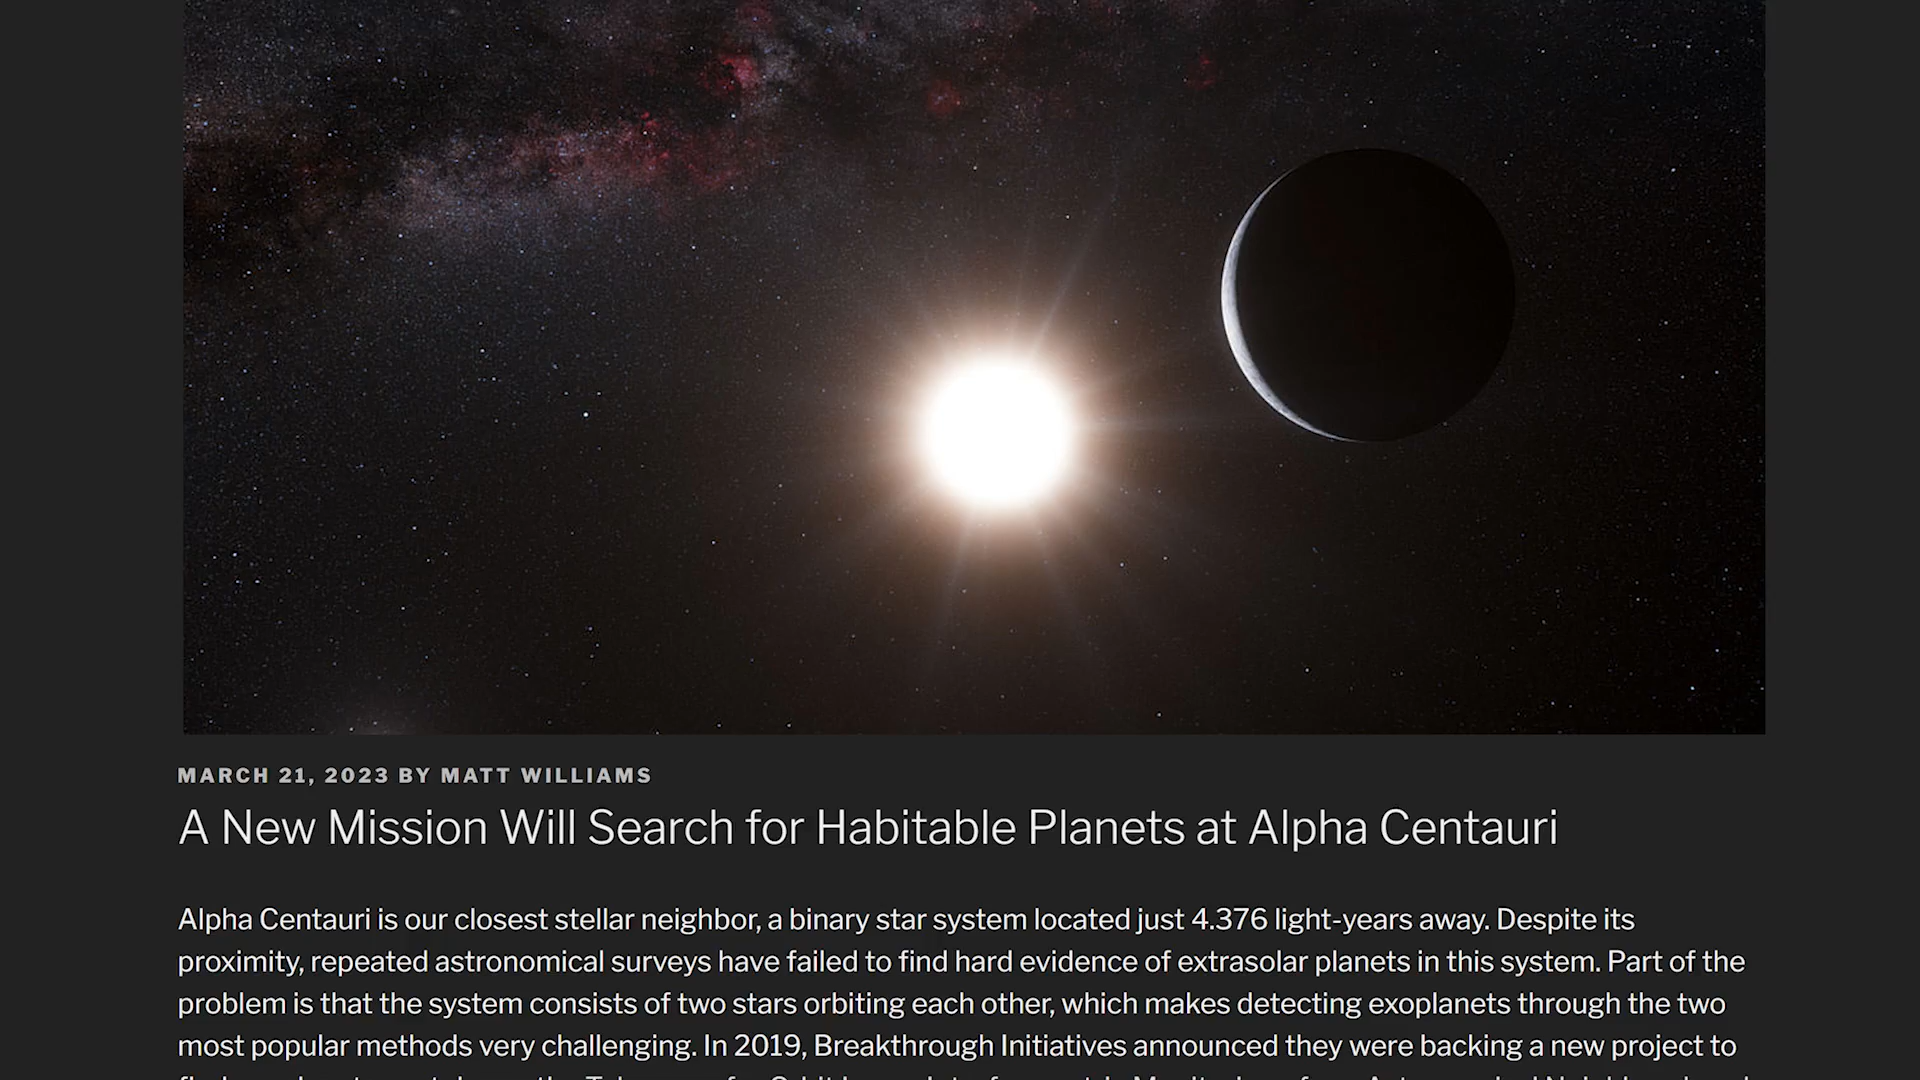 MARCH 21, 2023 BY MATT WILLIAMS
A New Mission Will Search for Habitable Planets at Alpha Centauri
Alpha Centauri is our closest stellar neighbor, a binary star system located just 4.376 light-years away. Despite its
proximity, repeated astronomical surveys have failed to find hard evidence of extrasolar planets in this system. Part of the
problem is that the system consists of two stars orbiting each other, which makes detecting exoplanets through the two
most popular methods very challenging. In 2019, Breakthrough Initiatives announced they were backing a new project to